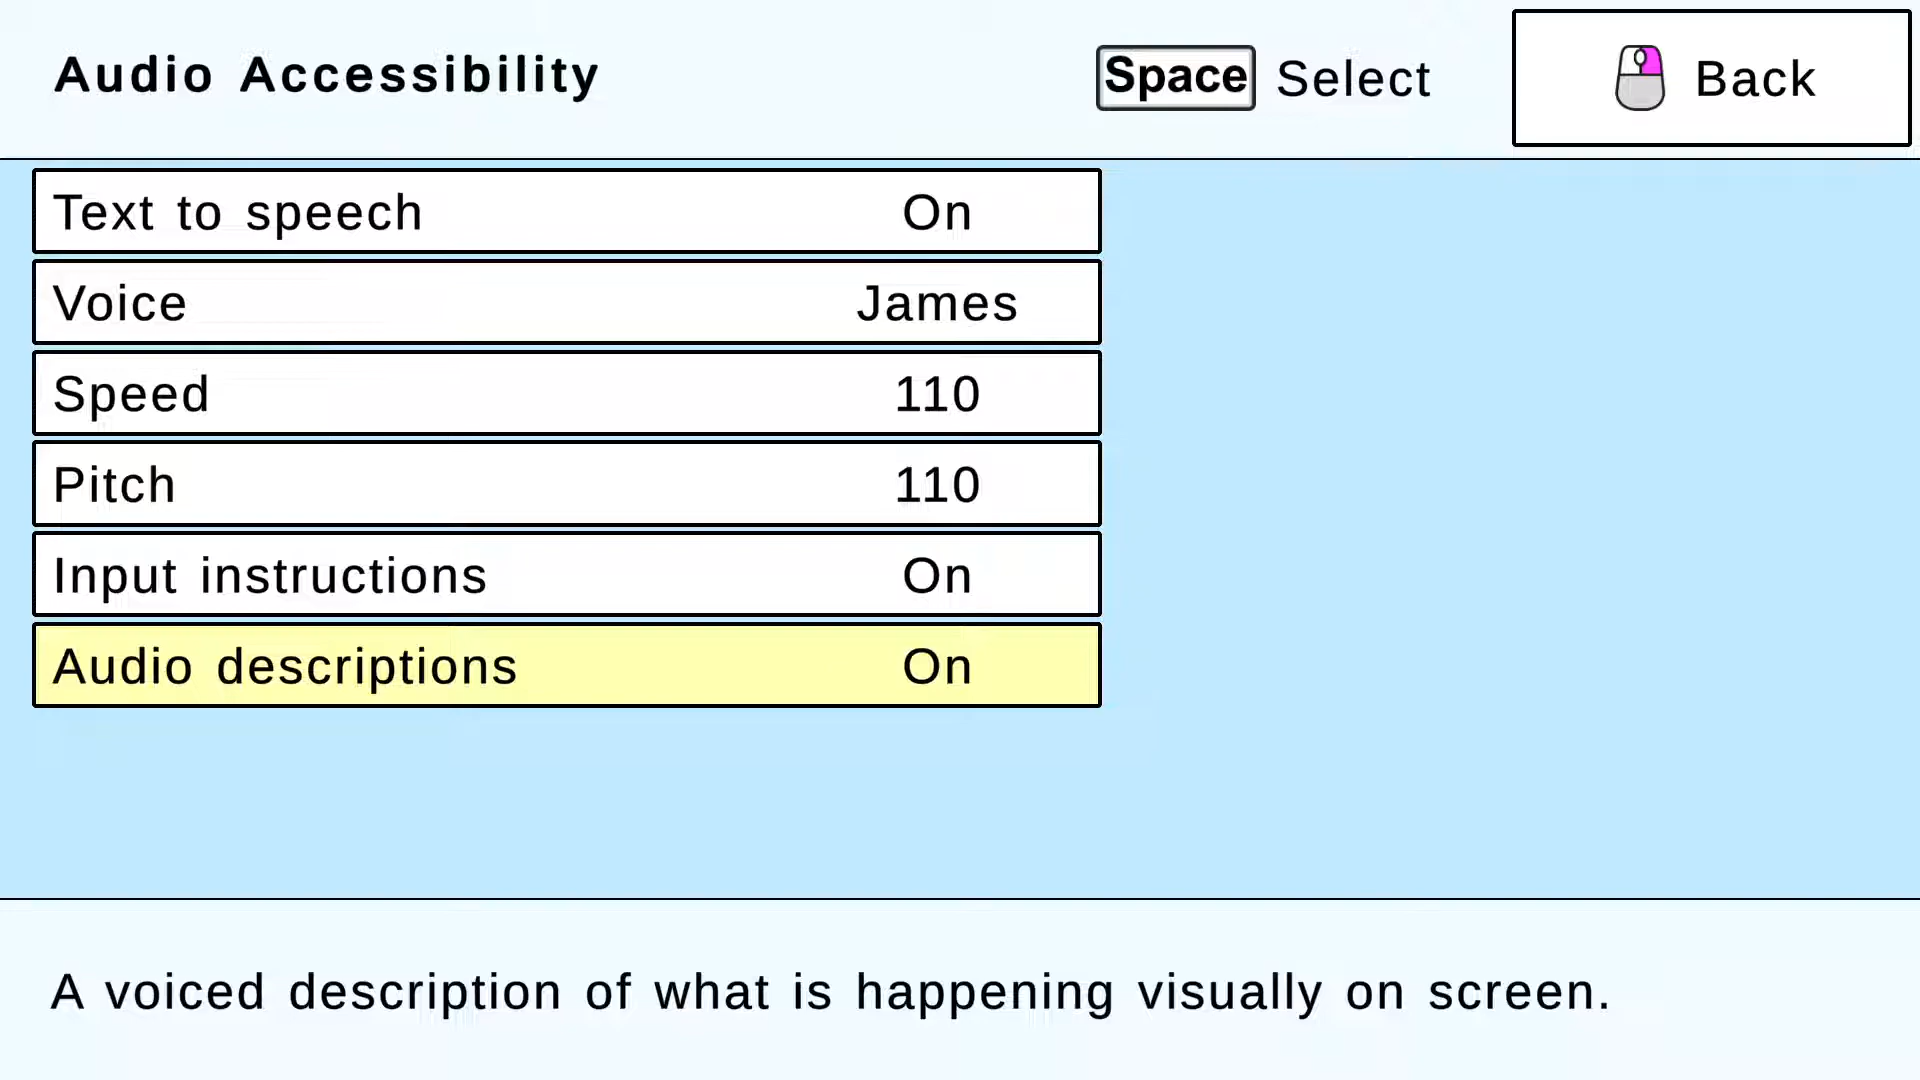 Audio Accessibility
Space Select
Back
Text to speech On
Voice James
Speed 110
Pitch 110
Input instructions On
Audio descriptions On
A voiced description of what is happening visually on screen.